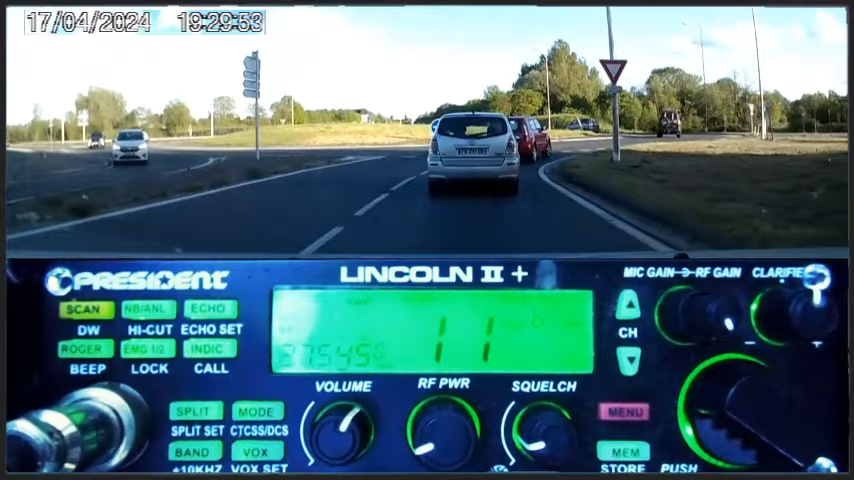 17/04/2024 19:29:53
PRESIDENT LINCOLN II + MIC GAIN RF GAIN CLARIFIE
SCAN NB/ANL ECHO
DW HI-CUT ECHO SET CH
ROGER EMG 1/2 INDIC
BEEP LOCK CALL
11
VOLUME RF PWR SQUELCH
SPLIT MODE MENU
SPLIT SET CTCSS/DCS
BAND VOX MEM
+10KHZ VOX SET STORE PUSH